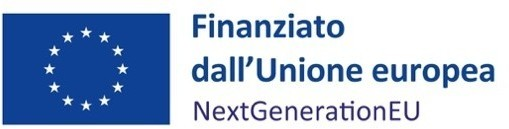 Finanziato
dall’Unione europea
NextGenerationEU